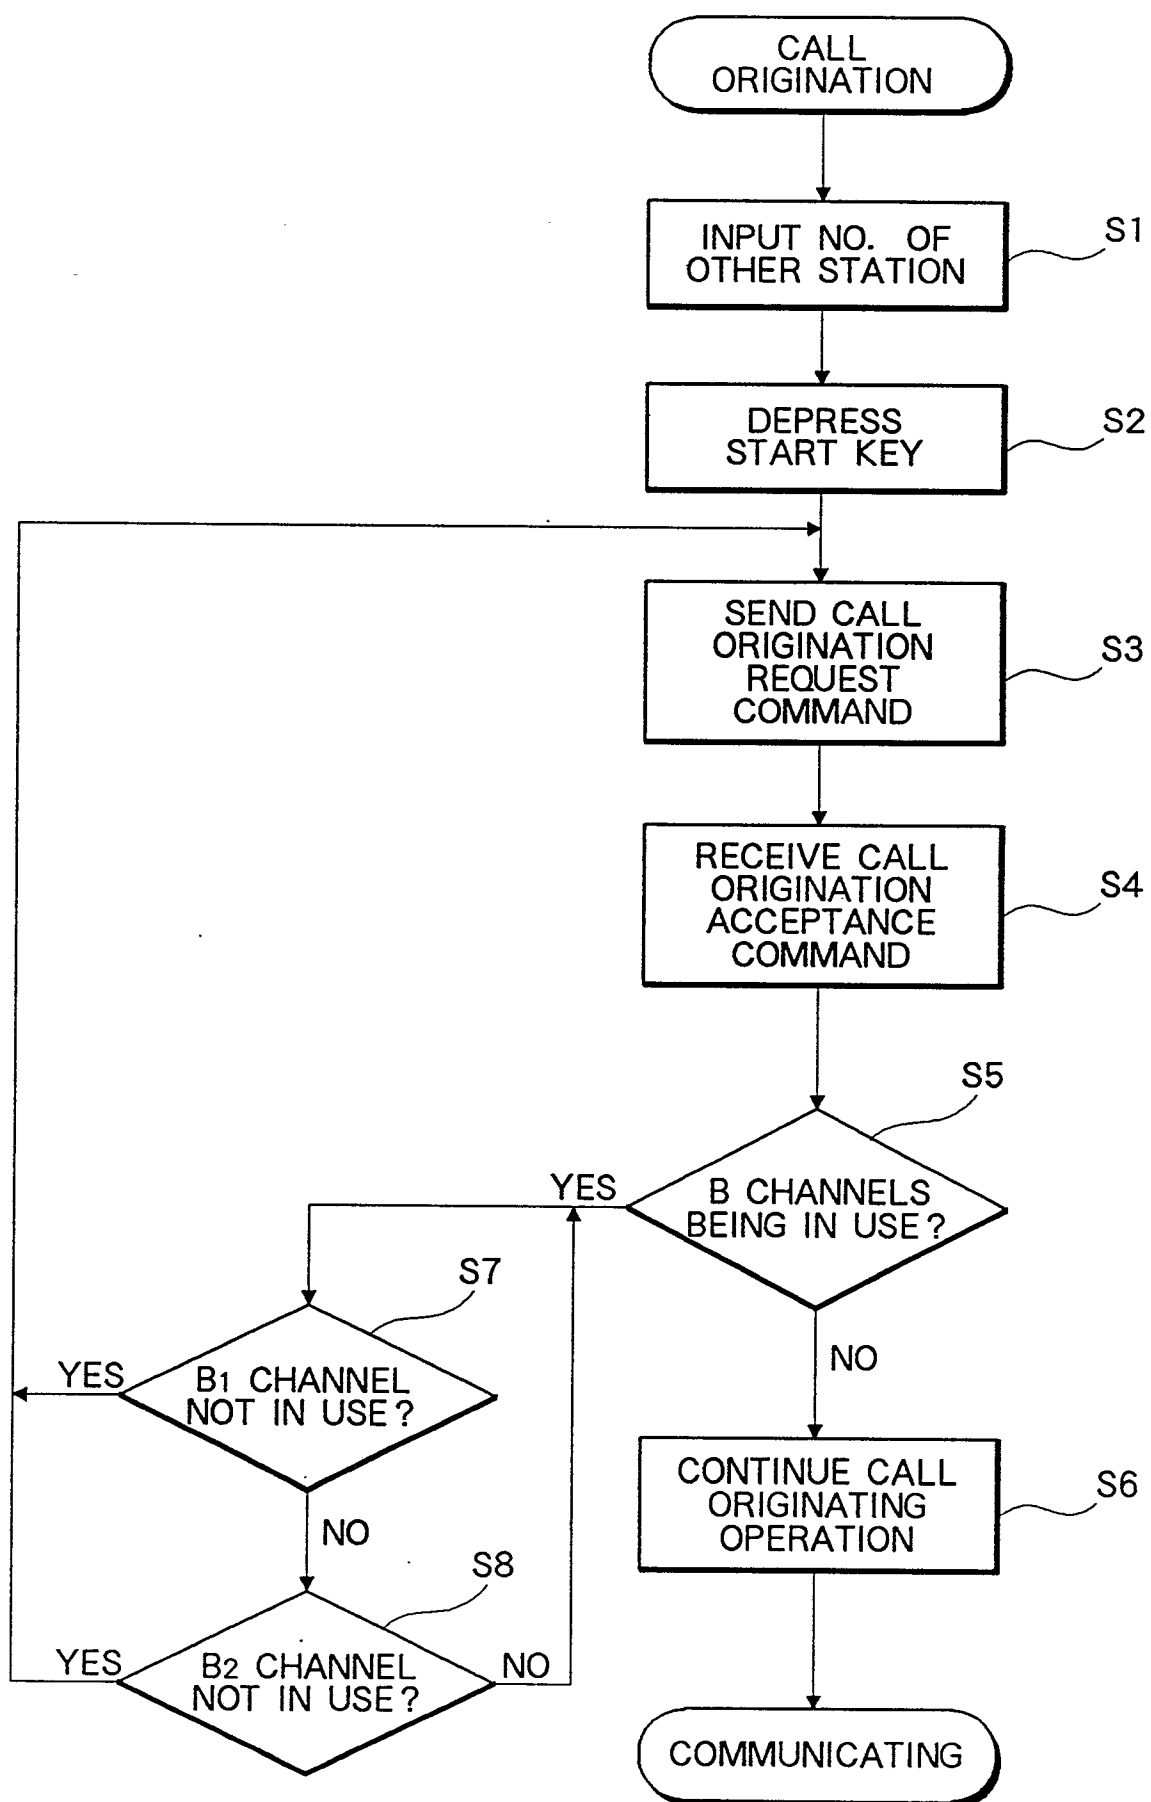 CALL
ORIGINATION
INPUT NO. OF
OTHER STATION
S1
DEPRESS
START KEY
S2
SEND CALL
ORIGINATION
REQUEST
COMMAND
S3
RECEIVE CALL
ORIGINATION
ACCEPTANCE
COMMAND
S4
S5
B CHANNELS
BEING IN USE?
YES
NO
S7
B1 CHANNEL
NOT IN USE?
YES
NO
CONTINUE CALL
ORIGINATING
OPERATION
S6
S8
B2 CHANNEL
NOT IN USE?
YES
NO
COMMUNICATING